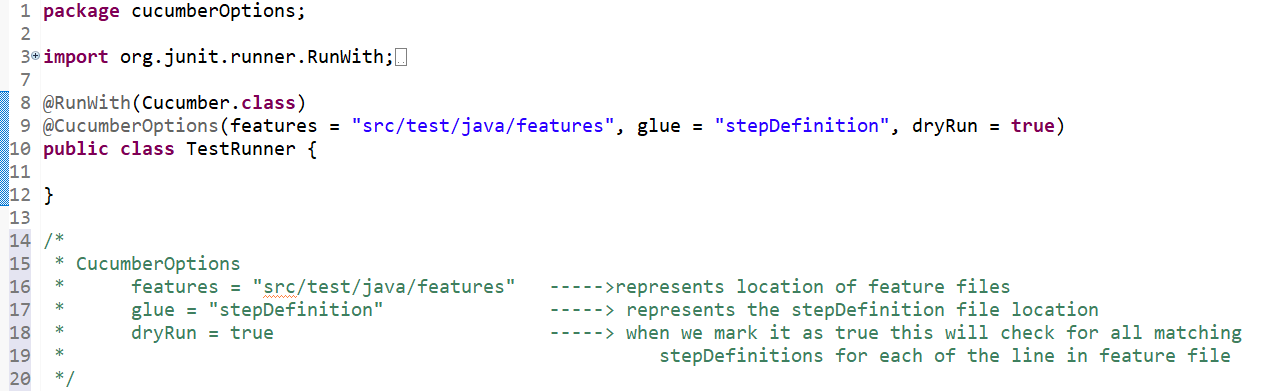 1 package cucumberOptions;
2
3 import org.junit.runner.RunWith;
7
8 @RunWith(Cucumber.class)
9 @CucumberOptions(features = "src/test/java/features", glue = "stepDefinition", dryRun = true)
10 public class TestRunner {
11
12 }
13
14 /*
15 * CucumberOptions
16 * features = "src/test/java/features" ----->represents location of feature files
17 * glue = "stepDefinition" -----> represents the stepDefinition file location
18 * dryRun = true -----> when we mark it as true this will check for all matching
19 * stepDefinitions for each of the line in feature file
20 */